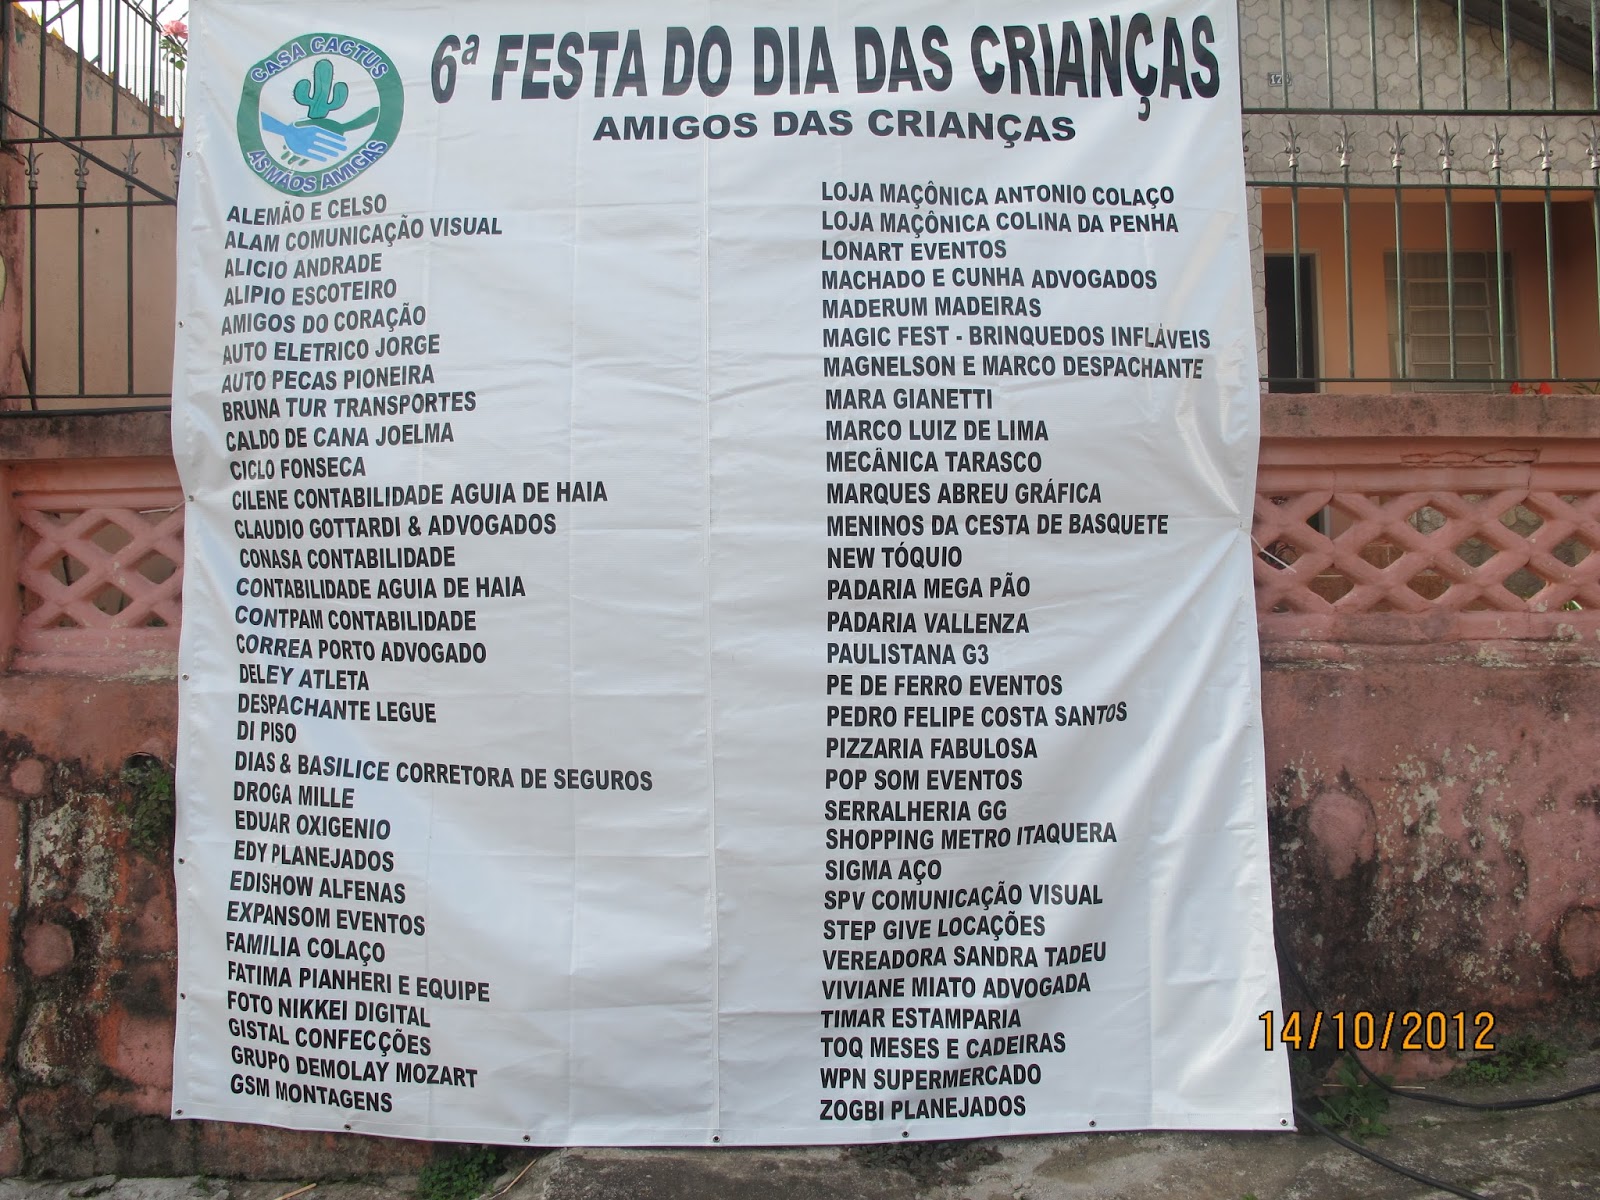 CASA CACTUS
AS MÃOS AMIGAS
6ª FESTA DO DIA DAS CRIANÇAS
AMIGOS DAS CRIANÇAS
ALEMÃO E CELSO
ALAM COMUNICAÇÃO VISUAL
ALICIO ANDRADE
ALIPIO ESCOTEIRO
AMIGOS DO CORAÇÃO
AUTO ELETRICO JORGE
AUTO PECAS PIONEIRA
BRUNA TUR TRANSPORTES
CALDO DE CANA JOELMA
CICLO FONSECA
CILENE CONTABILIDADE AGUIA DE HAIA
CLAUDIO GOTTARDI & ADVOGADOS
CONASA CONTABILIDADE
CONTABILIDADE AGUIA DE HAIA
CONTPAM CONTABILIDADE
CORREA PORTO ADVOGADO
DELEY ATLETA
DESPACHANTE LEGUE
DI PISO
DIAS & BASILICE CORRETORA DE SEGUROS
DROGA MILLE
EDUAR OXIGENIO
EDY PLANEJADOS
EDISHOW ALFENAS
EXPANSOM EVENTOS
FAMILIA COLAÇO
FATIMA PIANHERI E EQUIPE
FOTO NIKKEI DIGITAL
GISTAL CONFECÇÕES
GRUPO DEMOLAY MOZART
GSM MONTAGENS
LOJA MAÇÔNICA ANTONIO COLAÇO
LOJA MAÇÔNICA COLINA DA PENHA
LONART EVENTOS
MACHADO E CUNHA ADVOGADOS
MADERUM MADEIRAS
MAGIC FEST - BRINQUEDOS INFLÁVEIS
MAGNELSON E MARCO DESPACHANTE
MARA GIANETTI
MARCO LUIZ DE LIMA
MECÂNICA TARASCO
MARQUES ABREU GRÁFICA
MENINOS DA CESTA DE BASQUETE
NEW TÓQUIO
PADARIA MEGA PÃO
PADARIA VALLENZA
PAULISTANA G3
PE DE FERRO EVENTOS
PEDRO FELIPE COSTA SANTOS
PIZZARIA FABULOSA
POP SOM EVENTOS
SERRALHERIA GG
SHOPPING METRO ITAQUERA
SIGMA AÇO
SPV COMUNICAÇÃO VISUAL
STEP GIVE LOCAÇÕES
VEREADORA SANDRA TADEU
VIVIANE MIATO ADVOGADA
TIMAR ESTAMPARIA
TOQ MESES E CADEIRAS
WPN SUPERMERCADO
ZOGBI PLANEJADOS
14/10/2012